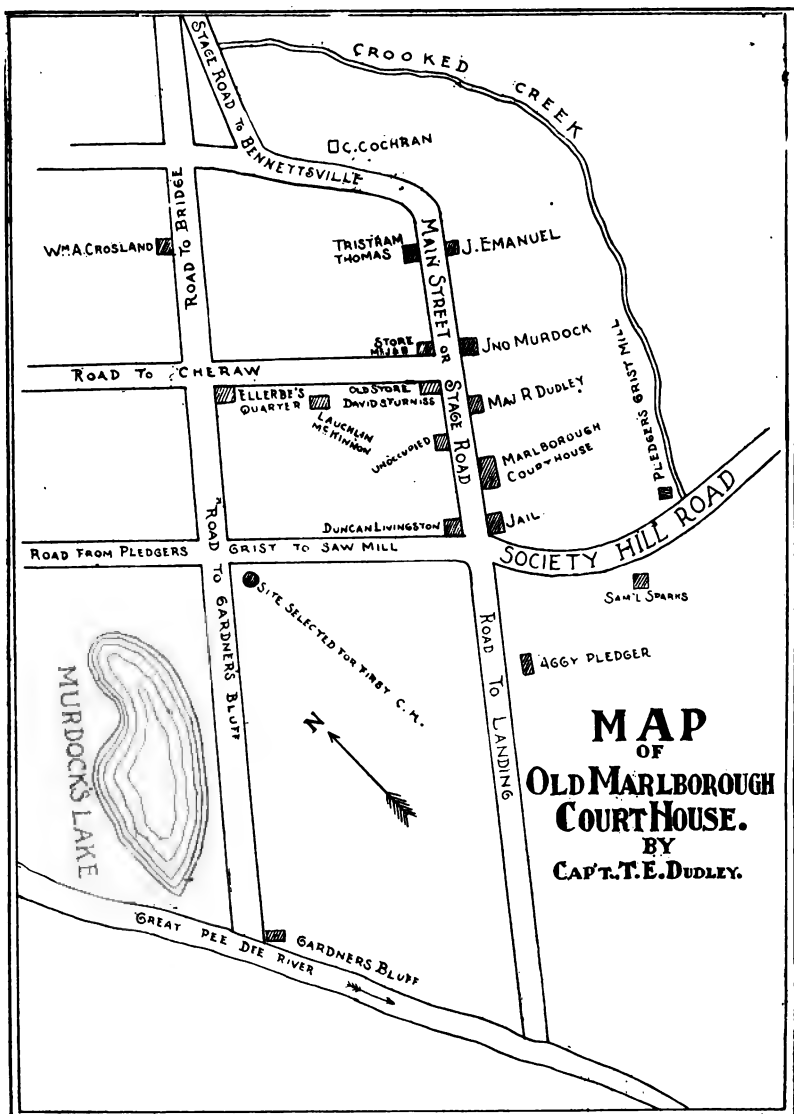 CROOKED CREEK
STAGE ROAD TO BENNETTSVILLE
C. COCHRAN
ROAD TO BRIDGE
WM A. CROSLAND
TRISTRAM
THOMAS
J. EMANUEL
MAIN STREET OR STAGE ROAD
STORE
JNO MURDOCK
ROAD TO CHERAW
ELLERBE'S
QUARTER
LAUCHLIN
MCKINNON
OLD STORE
DAVID STURNISS
MAJ R DUDLEY
PLEDGERS GRIST MILL
UNOCCUPIED
MARLBOROUGH
COURT HOUSE
DUNCAN LIVINGSTON
JAIL
SOCIETY HILL ROAD
ROAD FROM PLEDGERS GRIST TO SAW MILL
ROAD TO GARDNERS BLUFF
SITE SELECTED FOR FIRST C. H.
SAM'L SPARKS
AGGY PLEDGER
ROAD TO LANDING
MURDOCK'S LAKE
N
MAP
OF
OLD MARLBOROUGH
COURT HOUSE.
BY
CAP'T. T. E. DUDLEY.
GREAT PEE DEE RIVER
GARDNERS BLUFF